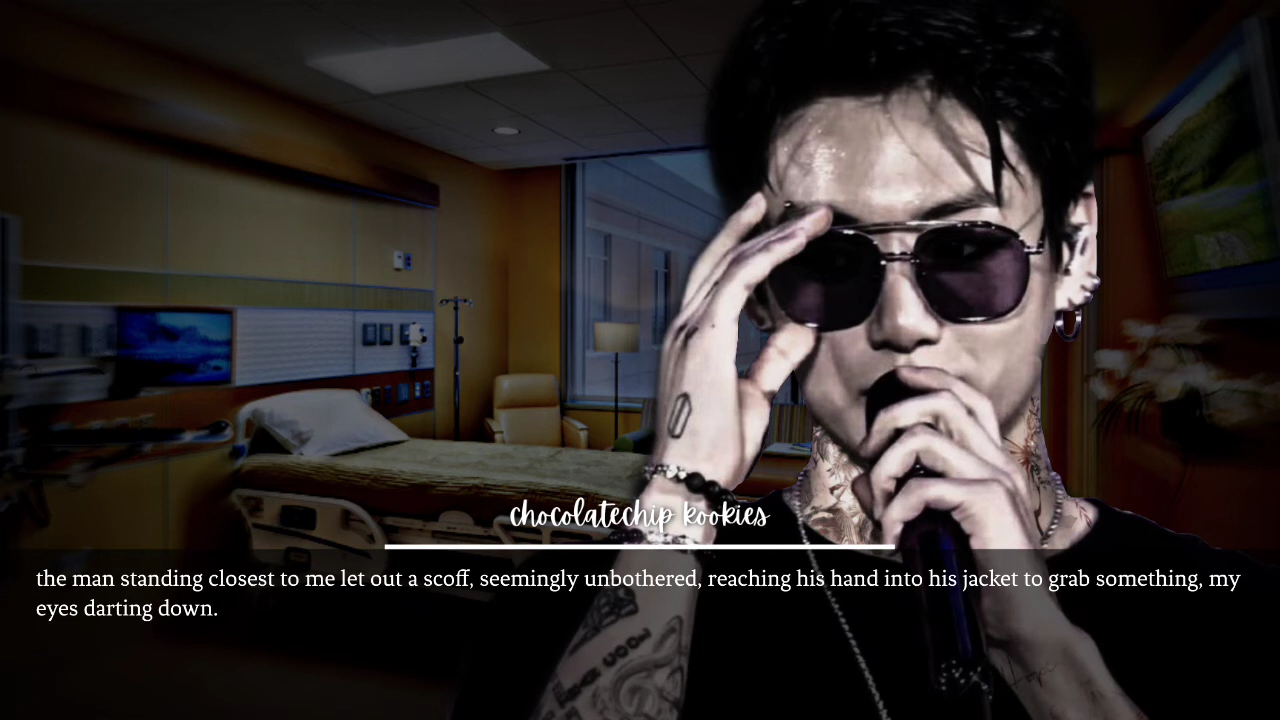 chocolatechip kookies
the man standing closest to me let out a scoff, seemingly unbothered, reaching his hand into his jacket to grab something, my
eyes darting down.